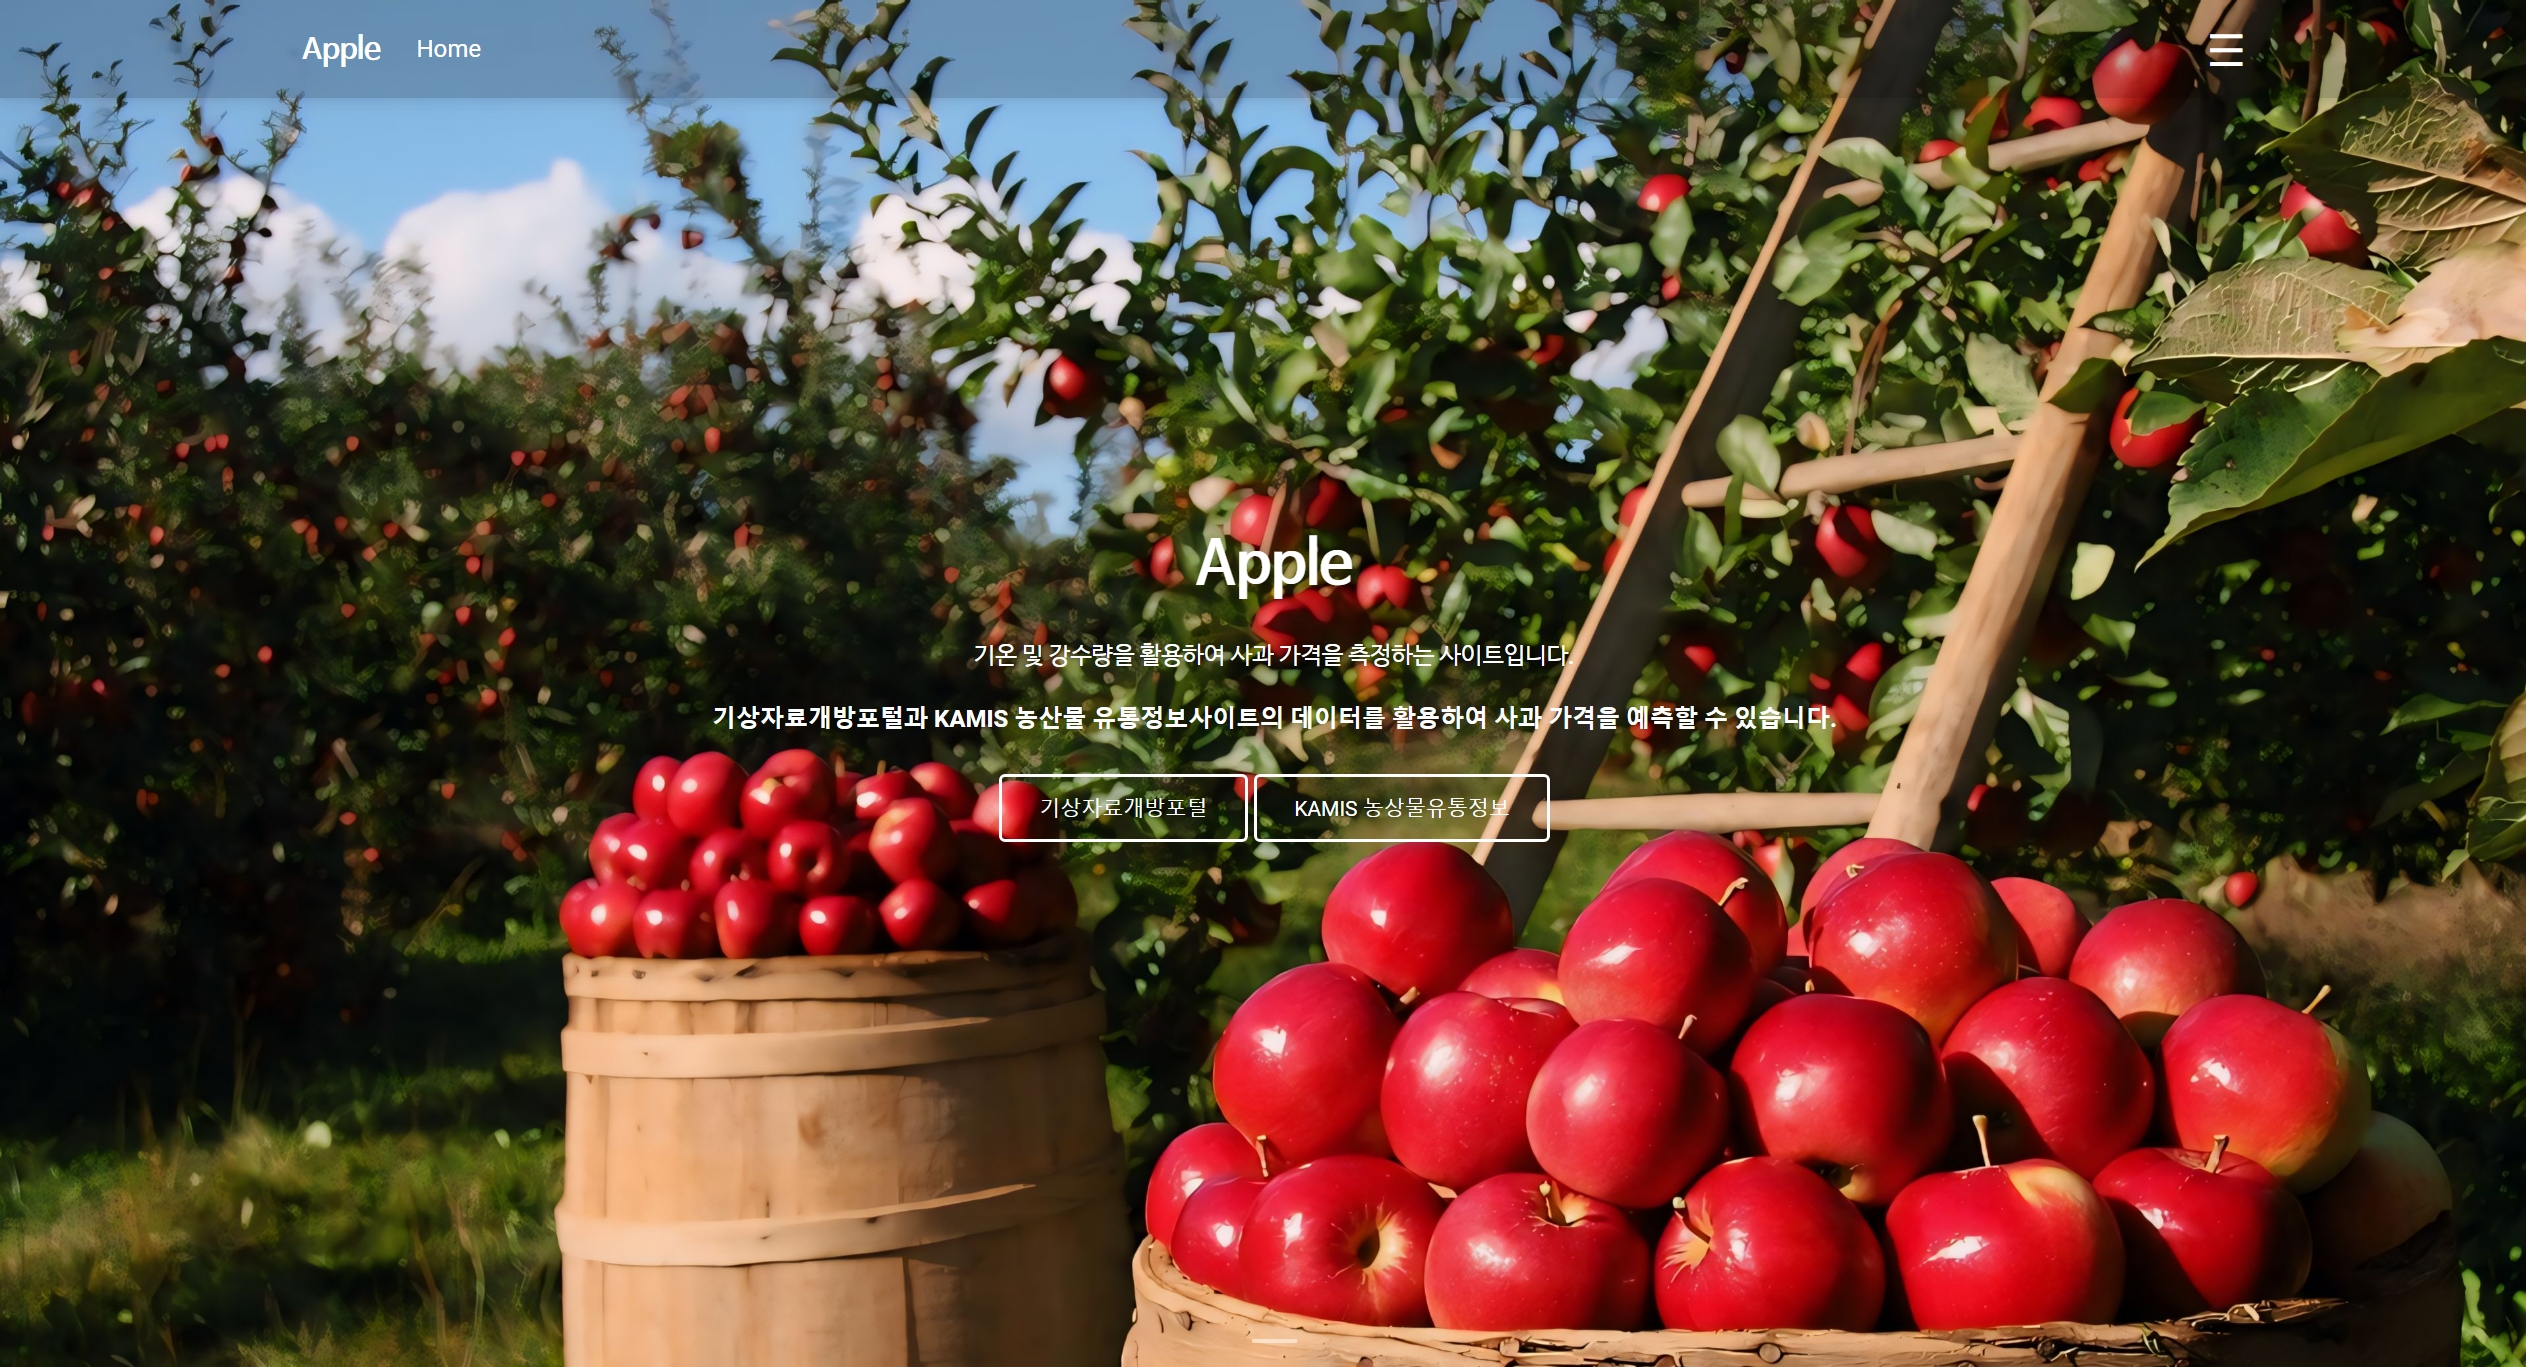 Apple Home
Apple
기온 및 강수량을 활용하여 사과 가격을 측정하는 사이트입니다.
기상자료개방포털과 KAMIS 농산물 유통정보사이트의 데이터를 활용하여 사과 가격을 예측할 수 있습니다.
기상자료개방포털 KAMIS 농상물유통정보